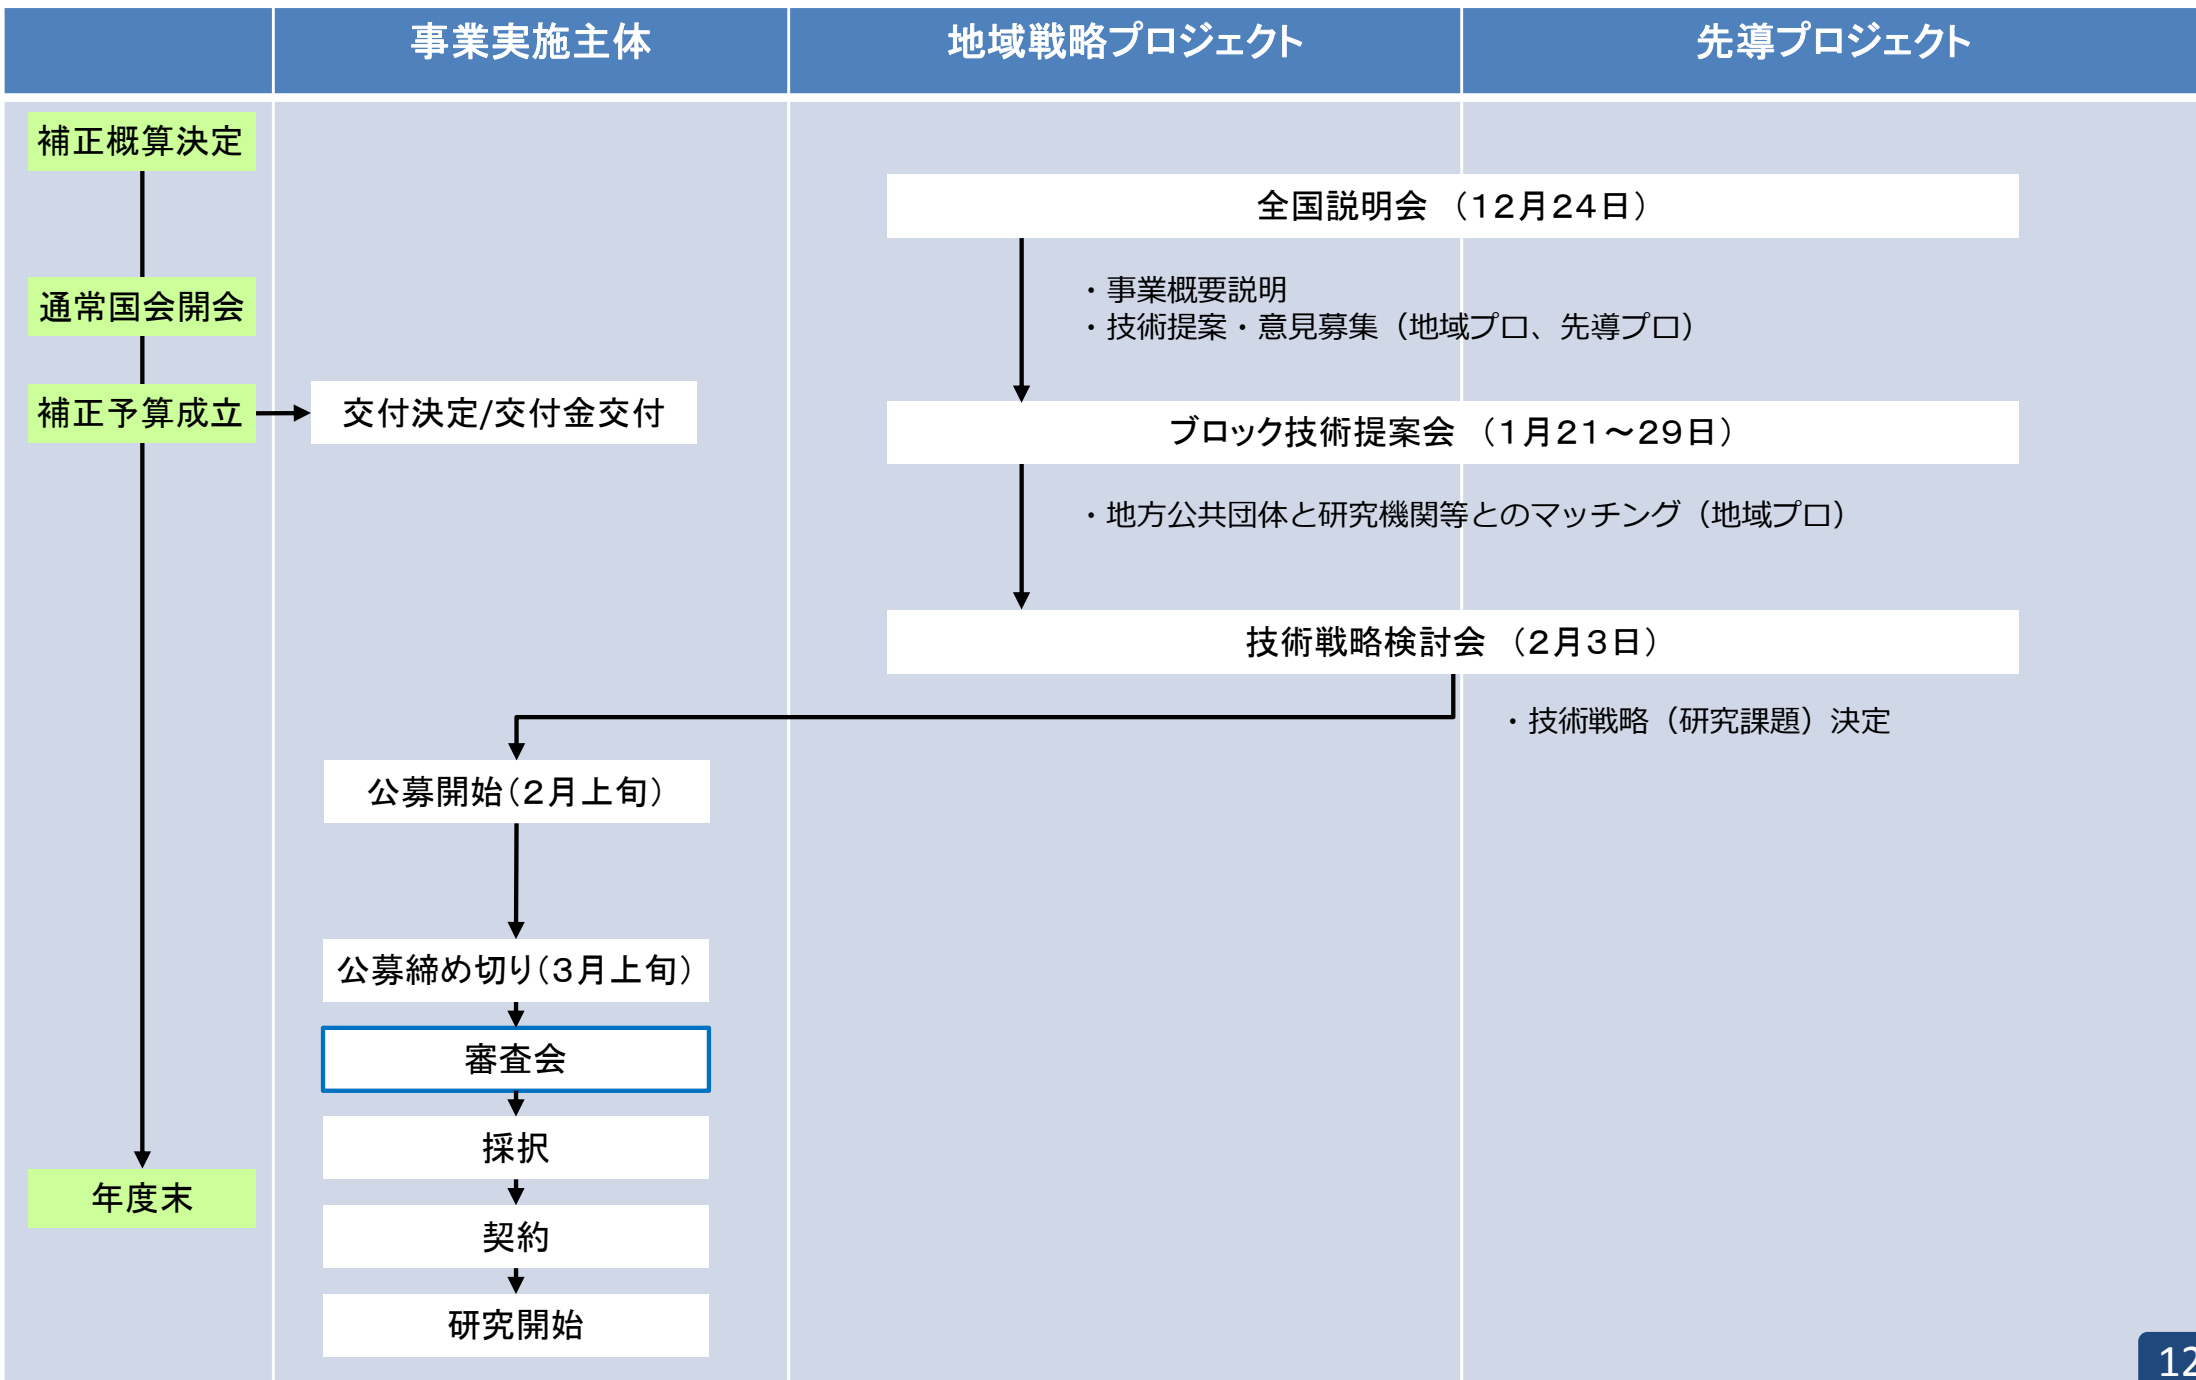 事業実施主体
地域戦略プロジェクト
先導プロジェクト
補正概算決定
通常国会開会
補正予算成立
年度末
交付決定/交付金交付
全国説明会 （12月24日）
・事業概要説明
・技術提案・意見募集（地域プロ、先導プロ）
ブロック技術提案会 （1月21～29日）
・地方公共団体と研究機関等とのマッチング（地域プロ）
技術戦略検討会 （2月3日）
・技術戦略（研究課題）決定
公募開始（2月上旬）
公募締め切り（3月上旬）
審査会
採択
契約
研究開始
12